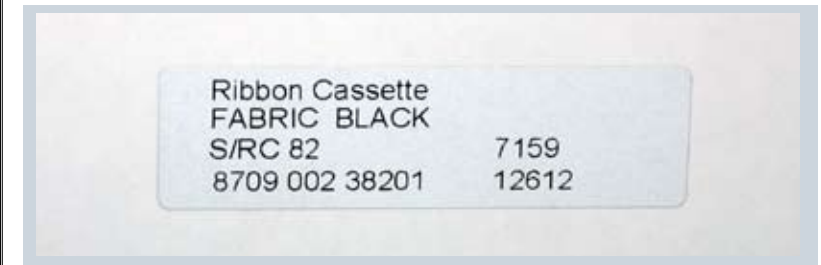 Ribbon Cassette
FABRIC BLACK
S/RC 82 7159
8709 002 38201 12612